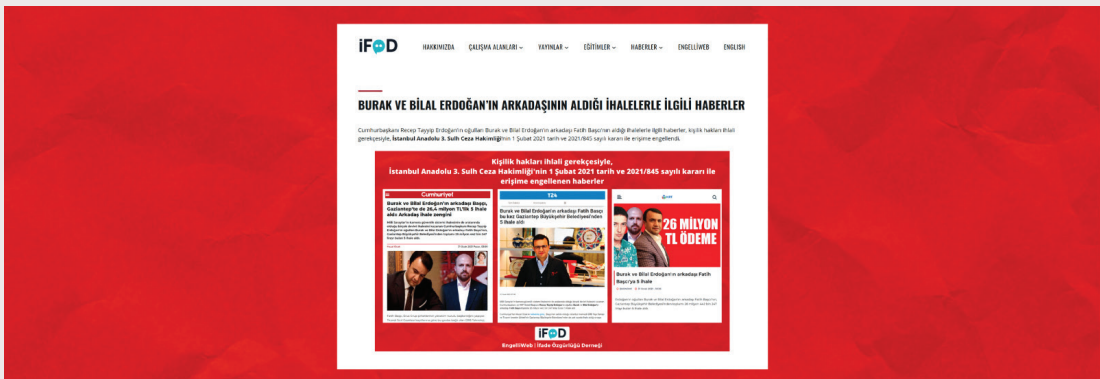 iFOD
HAKKIMIZDA ÇALIŞMA ALANLARI YAYINLAR EĞİTİMLER HABERLER ENGELLİWEB ENGLISH
BURAK VE BİLAL ERDOĞAN'IN ARKADAŞININ ALDIĞI İHALELERLE İLGİLİ HABERLER
Cumhurbaşkanı Recep Tayyip Erdoğan'ın oğulları Burak ve Bilal Erdoğan'ın arkadaşı Fatih Başcı'nın aldığı ihalelerle ilgili haberler, kişilik hakları ihlali
gerekçesiyle, İstanbul Anadolu 3. Sulh Ceza Hakimliği'nin 1 Şubat 2021 tarih ve 2021/845 sayılı kararı ile erişime engellendi.
Kişilik hakları ihlali gerekçesiyle,
İstanbul Anadolu 3. Sulh Ceza Hakimliği'nin 1 Şubat 2021 tarih ve 2021/845 sayılı kararı ile
erişime engellenen haberler
Cumhuriyet
Burak ve Bilal Erdoğan'ın arkadaşı Başçı,
Gaziantep'te de 26,4 milyon TL'lik 5 ihale
aldı: Arkadaş ihale zengini
T24
Burak ve Bilal Erdoğan'ın arkadaşı Fatih Başçı
bu kez Gaziantep Büyükşehir Belediyesi'nden
5 ihale aldı
26 MİLYON
TL ÖDEME
Burak ve Bilal Erdoğan'ın arkadaşı Fatih
Başçı'ya 5 ihale
iFOD
EngelliWeb | İfade Özgürlüğü Derneği